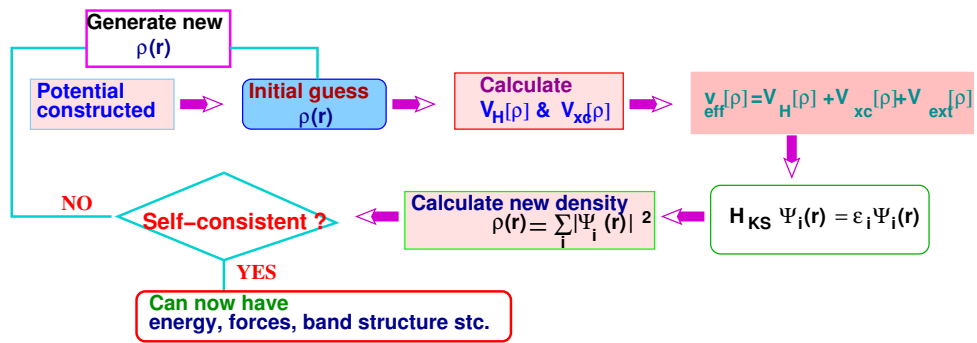 Generate new
ρ(r)
Potential
constructed
Initial guess
ρ(r)
Calculate
V_H[ρ] & V_xc[ρ]
v_eff[ρ]=V_H[ρ] +V_xc[ρ]+V_ext[ρ]
H_KS Ψ_i(r) = ε_i Ψ_i(r)
Calculate new density
ρ(r)= ∑_i|Ψ_i (r)| ²
Self-consistent ?
NO
YES
Can now have
energy, forces, band structure stc.